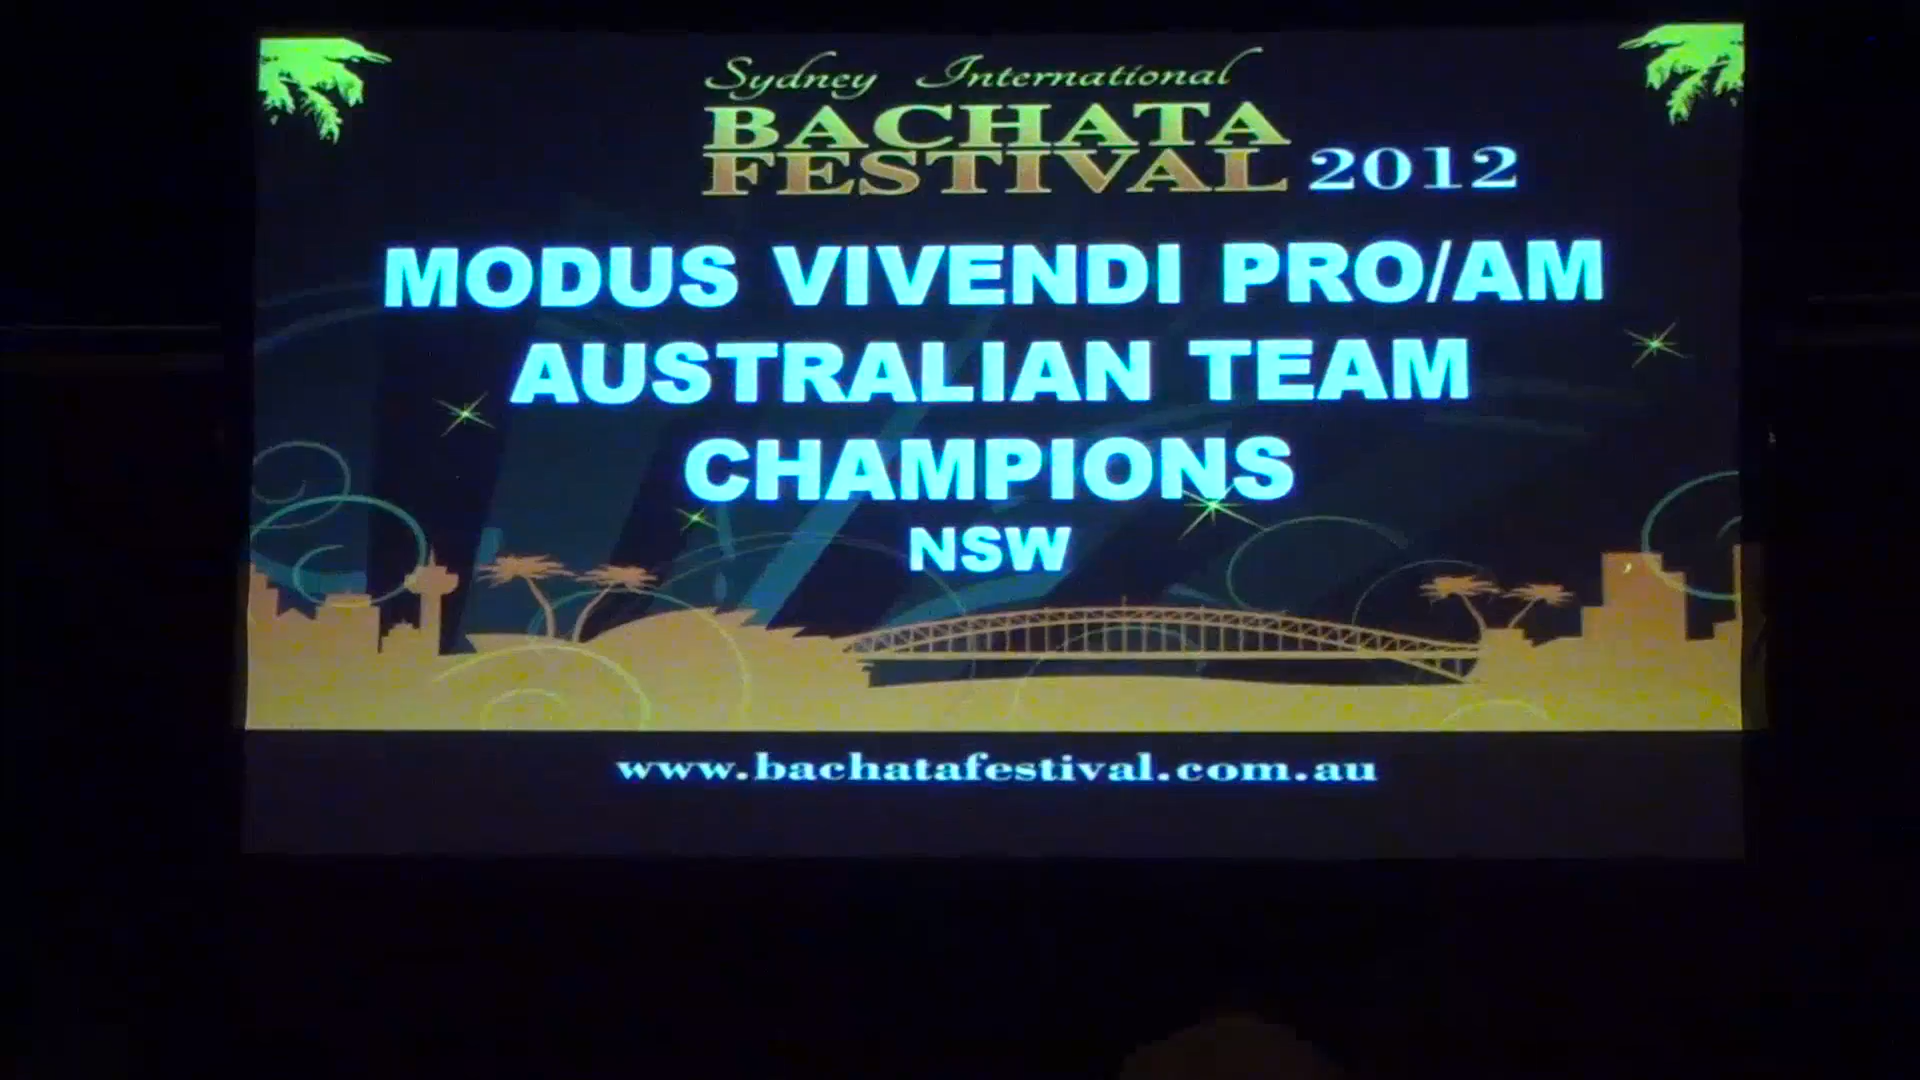 Sydney International
BACHATA
FESTIVAL 2012
MODUS VIVENDI PRO/AM
AUSTRALIAN TEAM
CHAMPIONS
NSW
www.bachatafestival.com.au